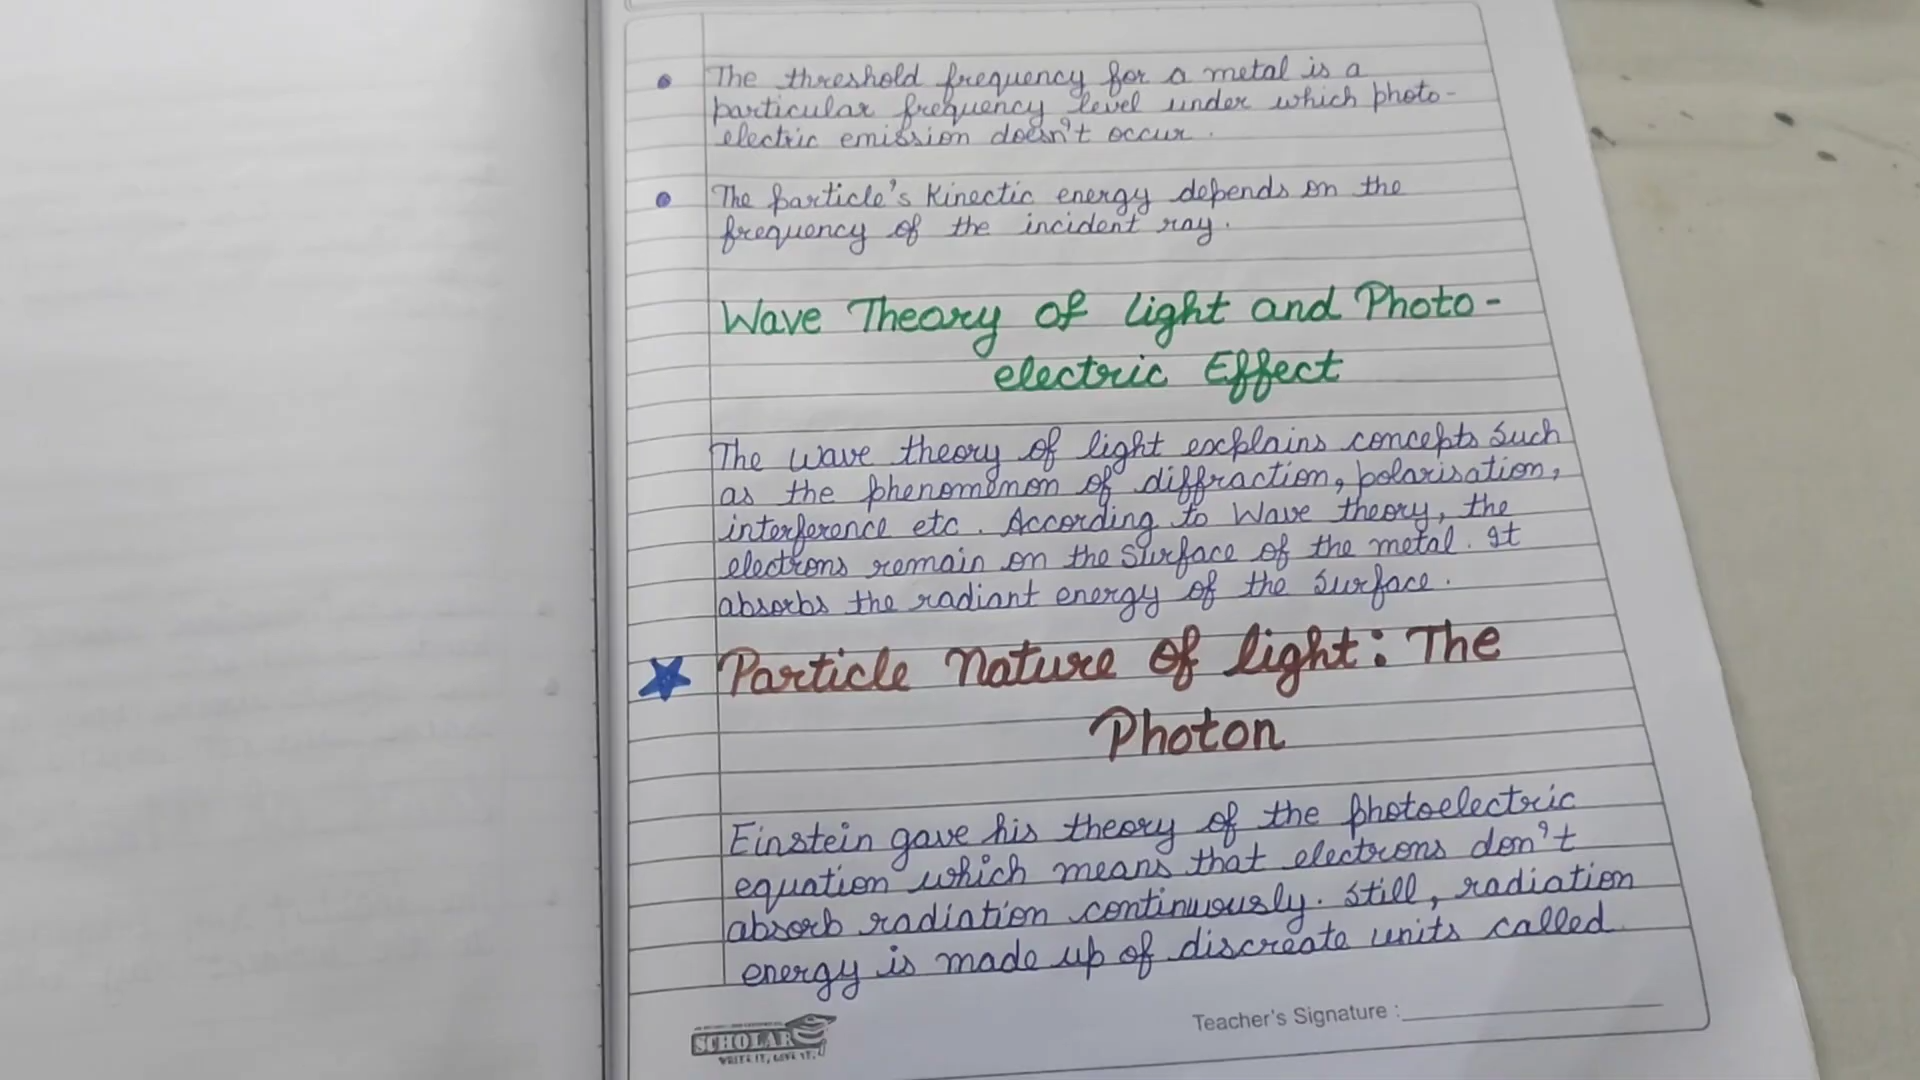 The threshold frequency for a metal is a
particular frequency level under which photo-
electric emission doesn't occur.
The particle's Kinectic energy depends on the
frequency of the incident ray.
Wave Theory of light and Photo-
electric Effect
The wave theory of light explains concepts such
as the phenomenon of diffraction, polarisation,
interference etc. According to Wave theory, the
electrons remain on the surface of the metal. It
absorbs the radiant energy of the surface.
Particle Nature of light: The
Photon
Einstein gave his theory of the photoelectric
equation which means that electrons don't
absorb radiation continuously. Still, radiation
energy is made up of discreate units called
Teacher's Signature :
SCHOLAR
WRITE IT, LOVE IT.